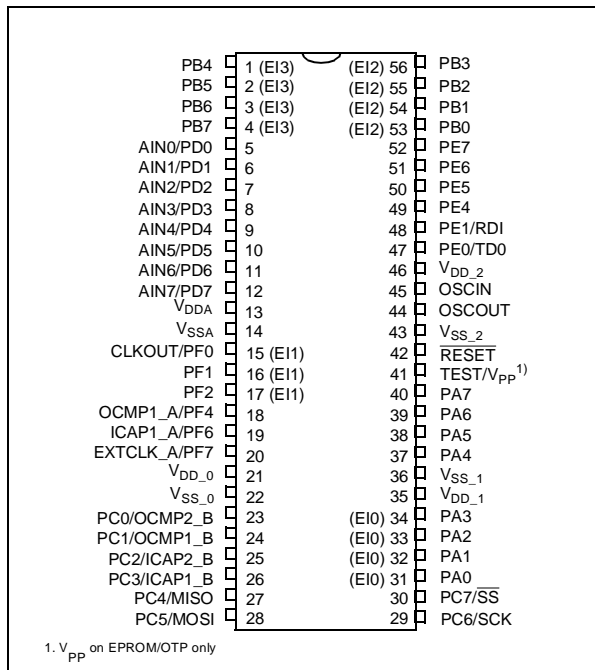 PB4 1 (EI3) (EI2) 56 PB3
PB5 2 (EI3) (EI2) 55 PB2
PB6 3 (EI3) (EI2) 54 PB1
PB7 4 (EI3) (EI2) 53 PB0
AIN0/PD0 5 52 PE7
AIN1/PD1 6 51 PE6
AIN2/PD2 7 50 PE5
AIN3/PD3 8 49 PE4
AIN4/PD4 9 48 PE1/RDI
AIN5/PD5 10 47 PE0/TD0
AIN6/PD6 11 46 VDD_2
AIN7/PD7 12 45 OSCIN
VDDA 13 44 OSCOUT
VSSA 14 43 VSS_2
CLKOUT/PF0 15 (EI1) 42 RESET
PF1 16 (EI1) 41 TEST/VPP1)
PF2 17 (EI1) 40 PA7
OCMP1_A/PF4 18 39 PA6
ICAP1_A/PF6 19 38 PA5
EXTCLK_A/PF7 20 37 PA4
VDD_0 21 36 VSS_1
VSS_0 22 35 VDD_1
PC0/OCMP2_B 23 (EI0) 34 PA3
PC1/OCMP1_B 24 (EI0) 33 PA2
PC2/ICAP2_B 25 (EI0) 32 PA1
PC3/ICAP1_B 26 (EI0) 31 PA0
PC4/MISO 27 30 PC7/SS
PC5/MOSI 28 29 PC6/SCK
1. VPP on EPROM/OTP only